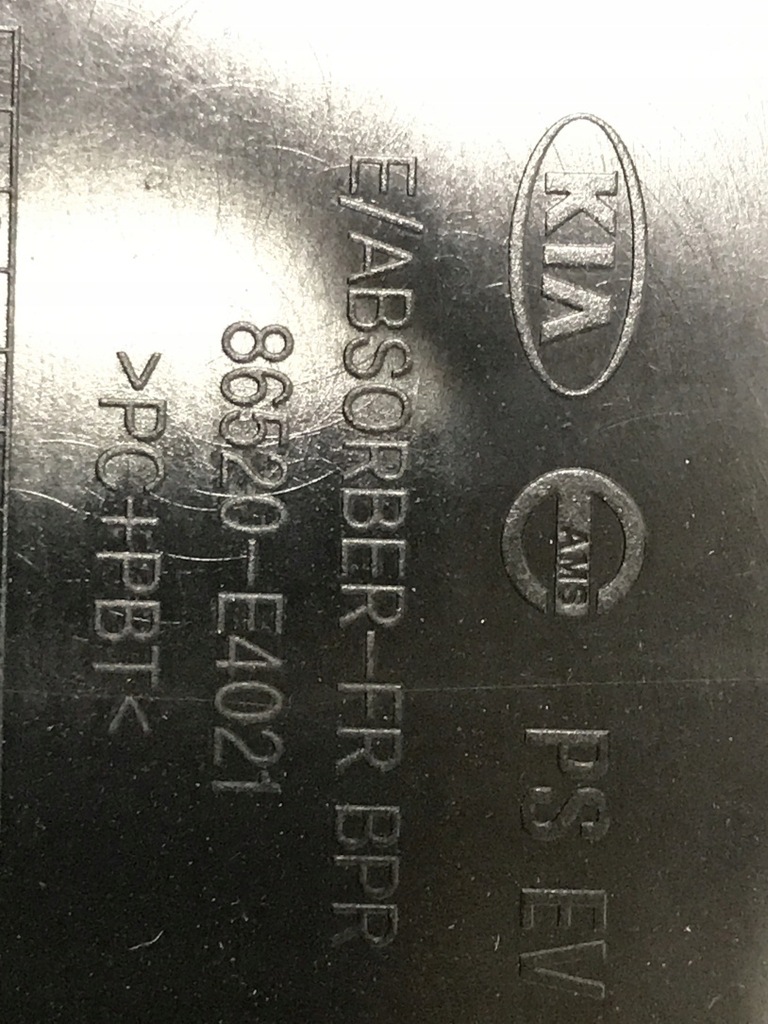 KIA AMS PS EV
E/ABSORBER-FR BPR
86520-E4021
>PC+PBT<